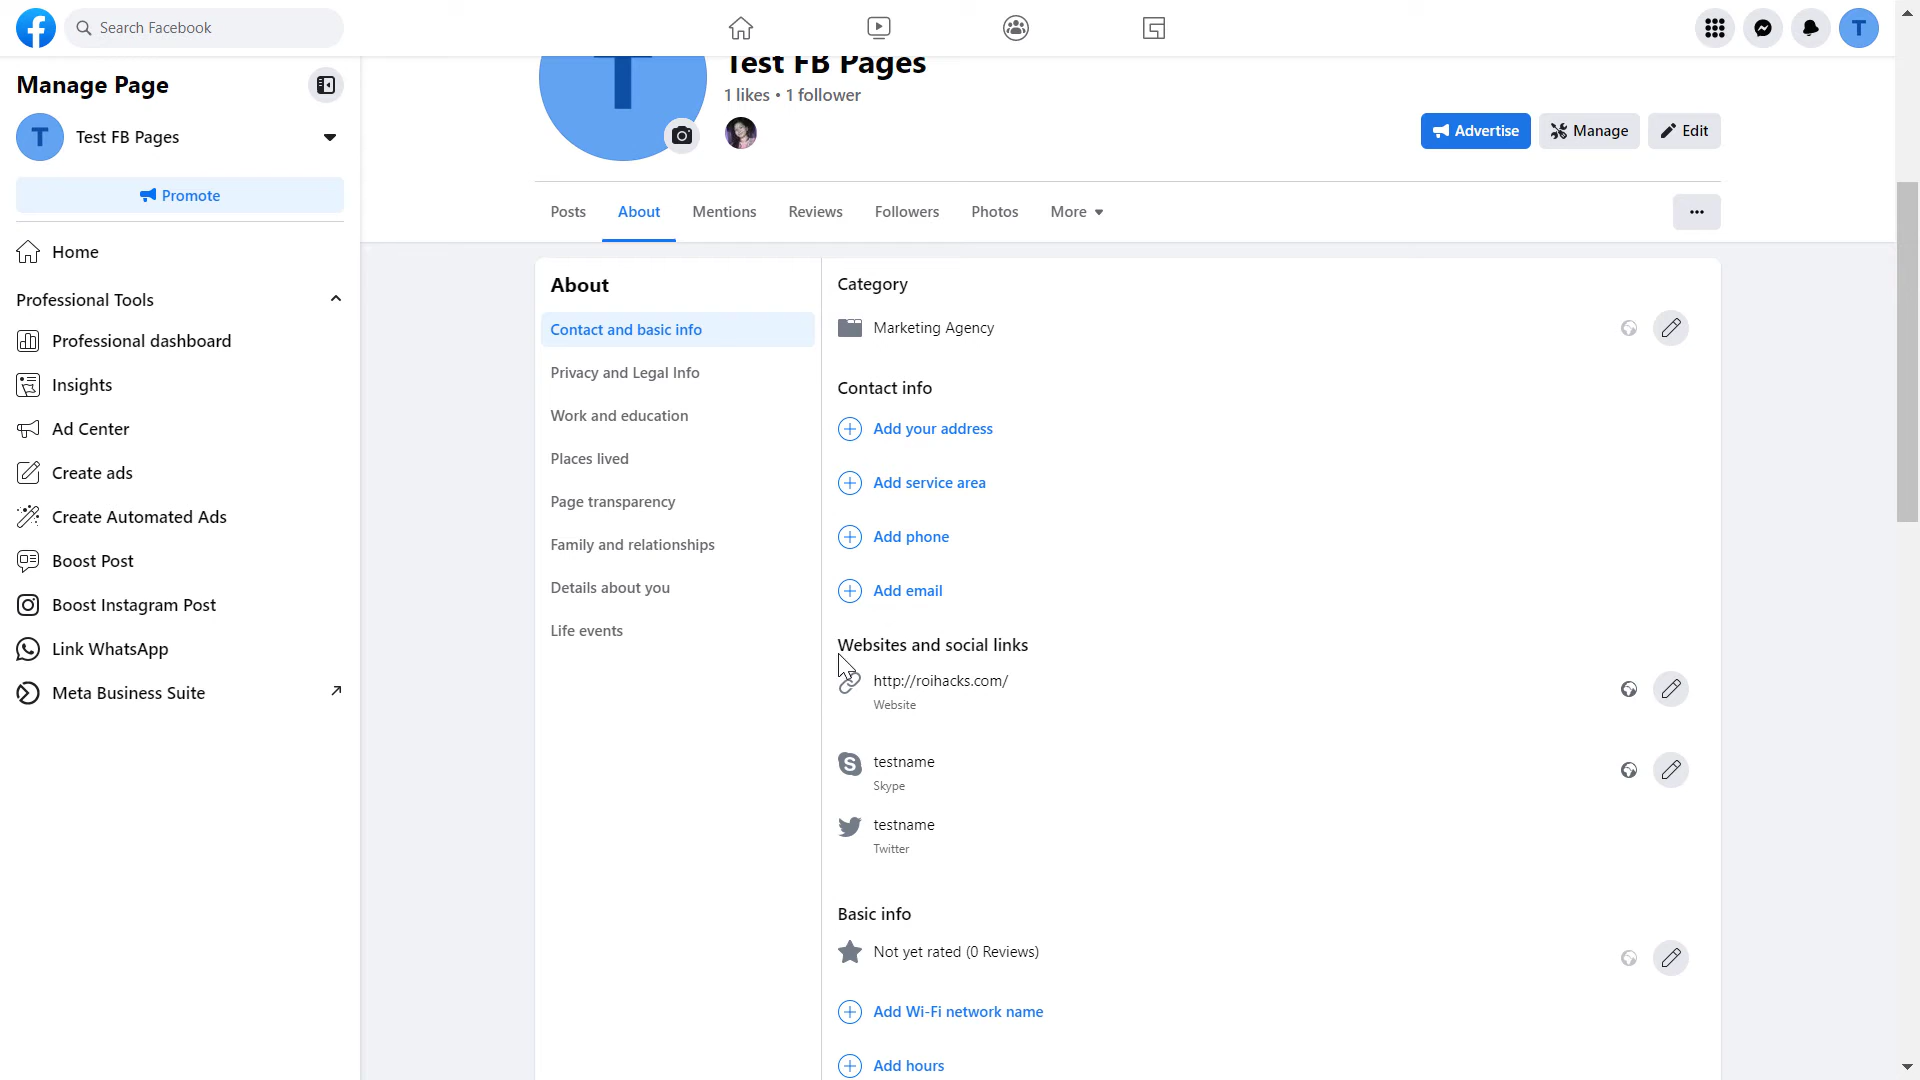 Search Facebook
T
Manage Page
T
Test FB Pages
Promote
Home
Professional Tools
Professional dashboard
Insights
Ad Center
Create ads
Create Automated Ads
Boost Post
Boost Instagram Post
Link WhatsApp
Meta Business Suite
T
Test FB Pages
1 likes • 1 follower
Advertise
Manage
Edit
Posts
About
Mentions
Reviews
Followers
Photos
More
About
Contact and basic info
Privacy and Legal Info
Work and education
Places lived
Page transparency
Family and relationships
Details about you
Life events
Category
Marketing Agency
Contact info
Add your address
Add service area
Add phone
Add email
Websites and social links
http://roihacks.com/
Website
testname
Skype
testname
Twitter
Basic info
Not yet rated (0 Reviews)
Add Wi-Fi network name
Add hours